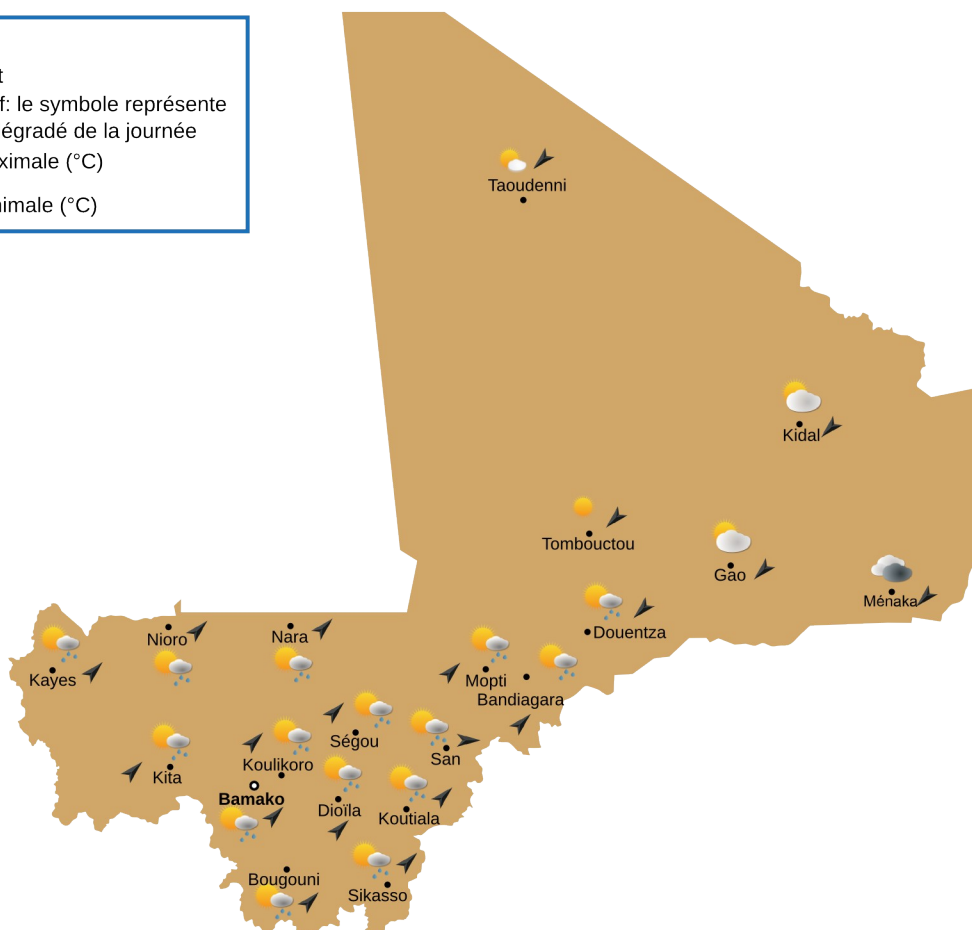 t
f: le symbole représente
égradé de la journée
ximale (°C)
nimale (°C)
Taoudenni
Kidal
Tombouctou
Gao
Ménaka
Douentza
Nioro
Nara
Kayes
Mopti
Bandiagara
Ségou
San
Koulikoro
Kita
Bamako
Dioïla
Koutiala
Bougouni
Sikasso